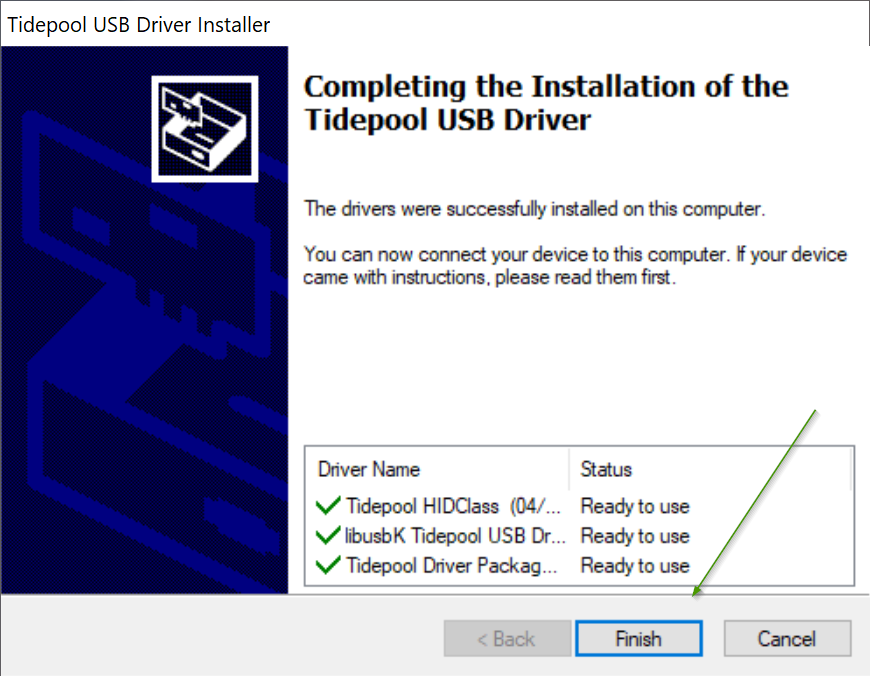 Tidepool USB Driver Installer
Completing the Installation of the
Tidepool USB Driver
The drivers were successfully installed on this computer.
You can now connect your device to this computer. If your device
came with instructions, please read them first.
Driver Name Status
Tidepool HIDClass (04/... Ready to use
libusbK Tidepool USB Dr... Ready to use
Tidepool Driver Packag... Ready to use
< Back Finish Cancel